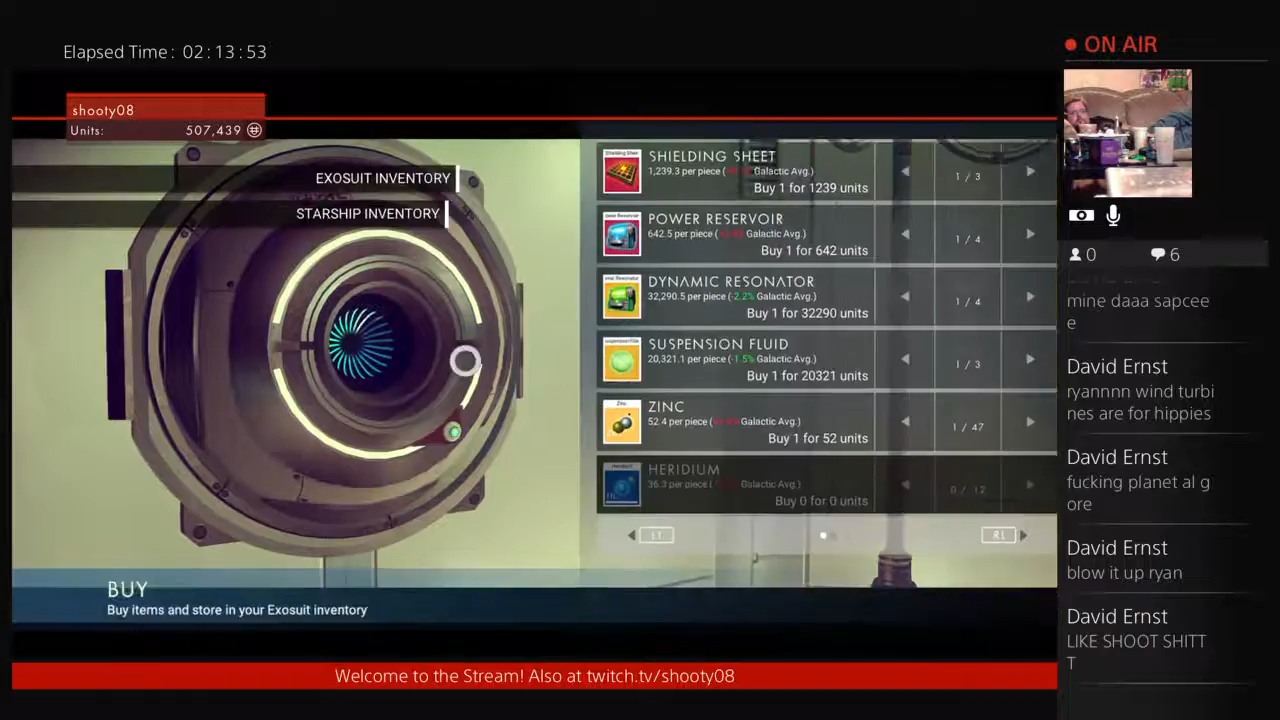 Elapsed Time: 02:13:53
ON AIR
shooty08
Units: 507,439
EXOSUIT INVENTORY
STARSHIP INVENTORY
SHIELDING SHEET
1,239.3 per piece ( Galactic Avg.)
Buy 1 for 1239 units
1 / 3
POWER RESERVOIR
642.5 per piece ( Galactic Avg.)
Buy 1 for 642 units
1 / 4
DYNAMIC RESONATOR
32,290.5 per piece (-2.2% Galactic Avg.)
Buy 1 for 32290 units
1 / 4
SUSPENSION FLUID
20,321.1 per piece (-1.5% Galactic Avg.)
Buy 1 for 20321 units
1 / 3
ZINC
52.4 per piece ( Galactic Avg.)
Buy 1 for 52 units
1 / 47
HERIDIUM
36.3 per piece ( Galactic Avg.)
Buy 0 for 0 units
0 / 12
BUY
Buy items and store in your Exosuit inventory
Welcome to the Stream! Also at twitch.tv/shooty08
0
6
mine daaa sapcee
e
David Ernst
ryannnn wind turbi
nes are for hippies
David Ernst
fucking planet al g
ore
David Ernst
blow it up ryan
David Ernst
LIKE SHOOT SHITT
T